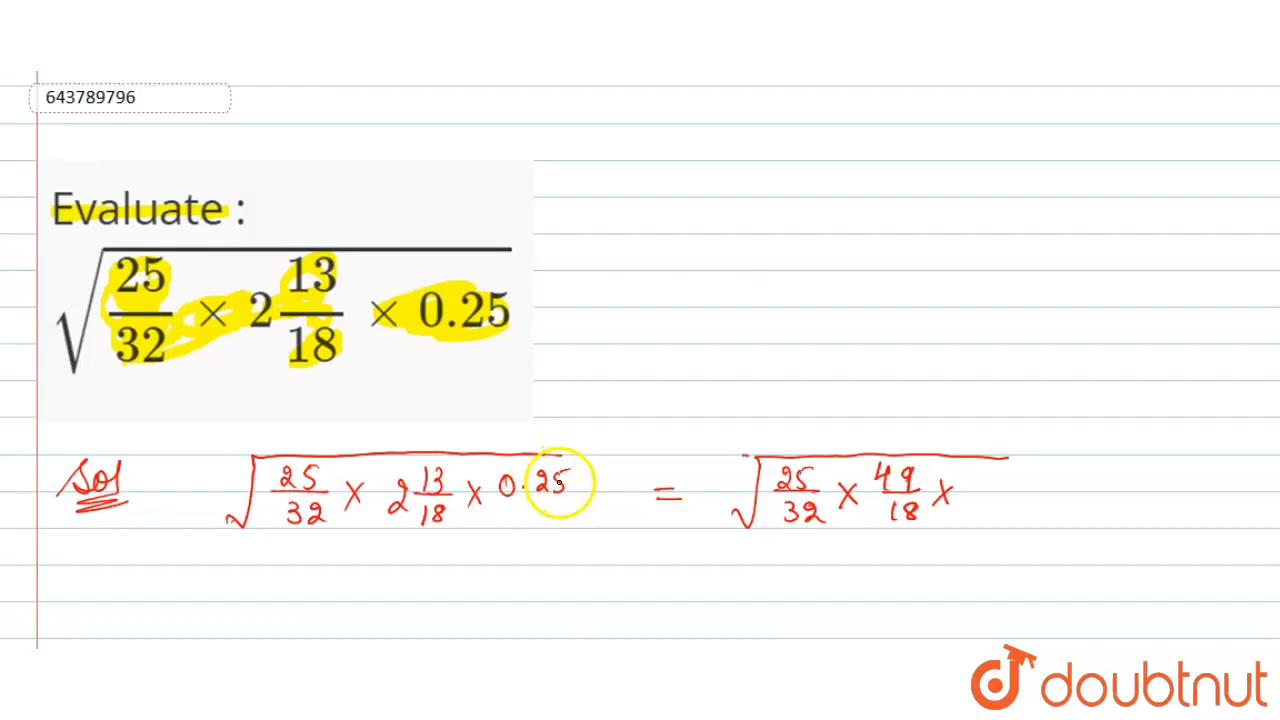 643789796
Evaluate :
√(25/32 × 2 13/18 × 0.25)
Sol √(25/32 × 2 13/18 × 0.25) = √(25/32 × 49/18 ×
doubtnut